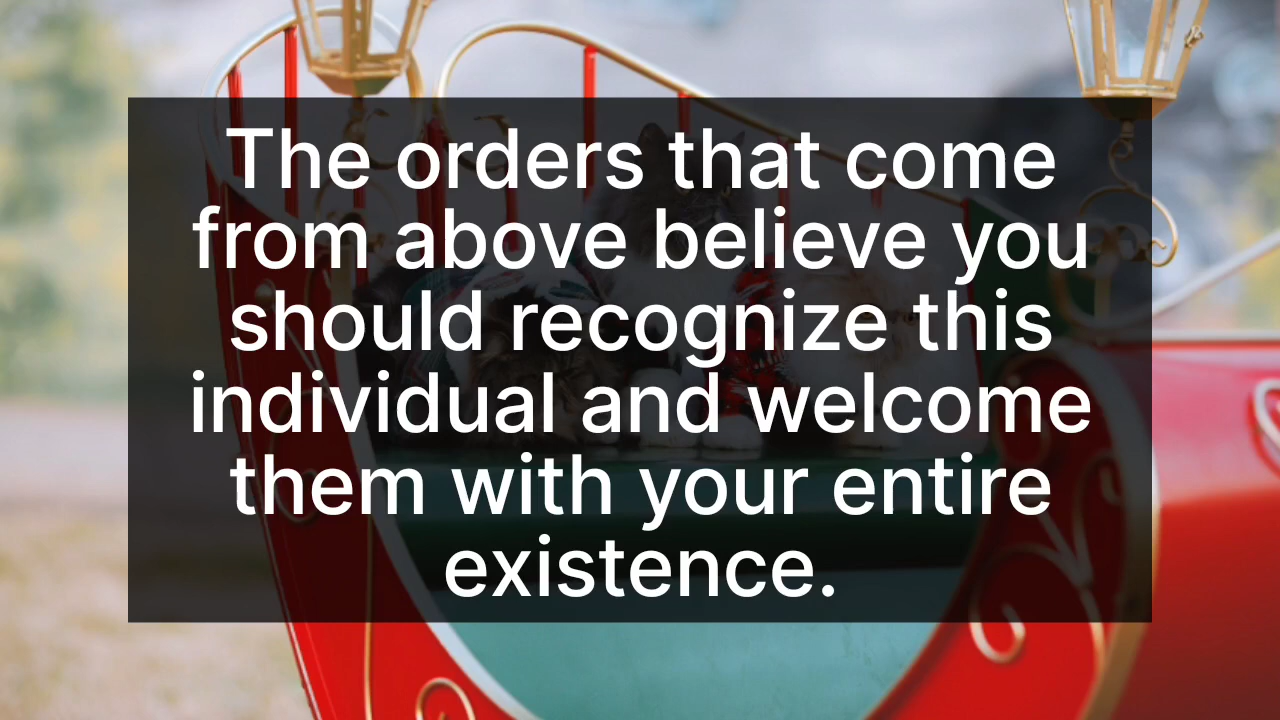 The orders that come
from above believe you
should recognize this
individual and welcome
them with your entire
existence.